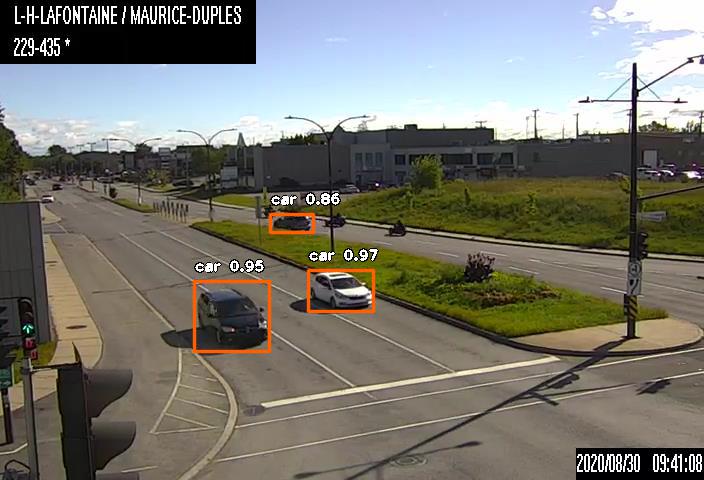 L-H-LAFONTAINE / MAURICE-DUPLES
229-435 *
car 0.86
car 0.97
car 0.95
2020/08/30 09:41:08